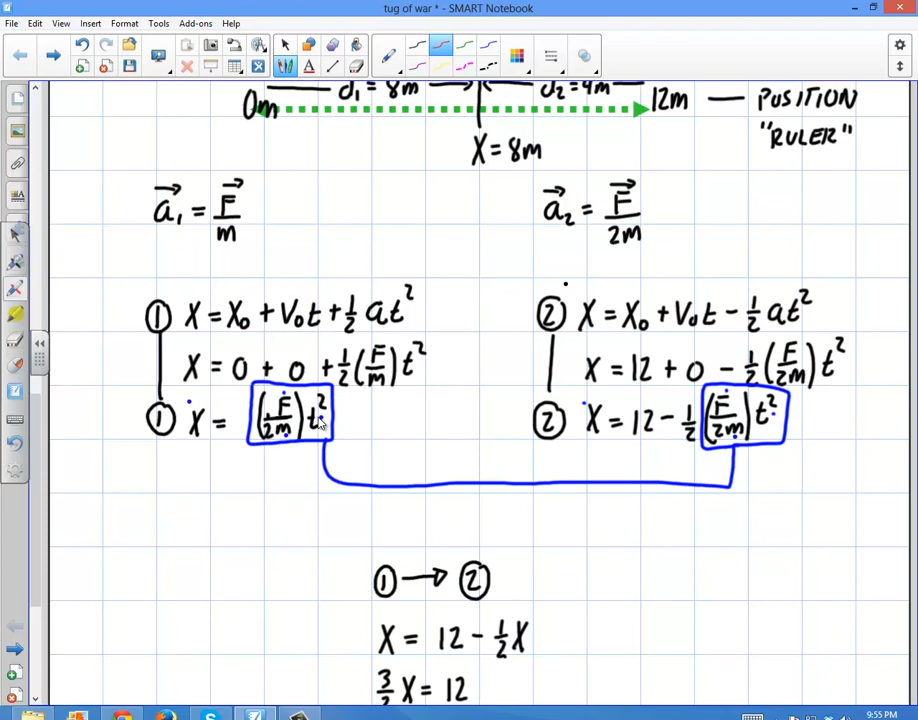 tug of war * - SMART Notebook
File Edit View Insert Format Tools Add-ons Help
d₁ = 8m d₂ = 4m
0m 12m — POSITION
"RULER"
X = 8m
a⃗₁ = F⃗/m a⃗₂ = F⃗/2m
① X = X₀ + V₀t + ½ at² ② X = X₀ + V₀t - ½ at²
X = 0 + 0 + ½(F/m)t² X = 12 + 0 - ½(F/2m)t²
① X = (1F/2m)t² ② X = 12 - ½(F/2m)t²
① → ②
X = 12 - ½X
3/2 X = 12
9:55 PM